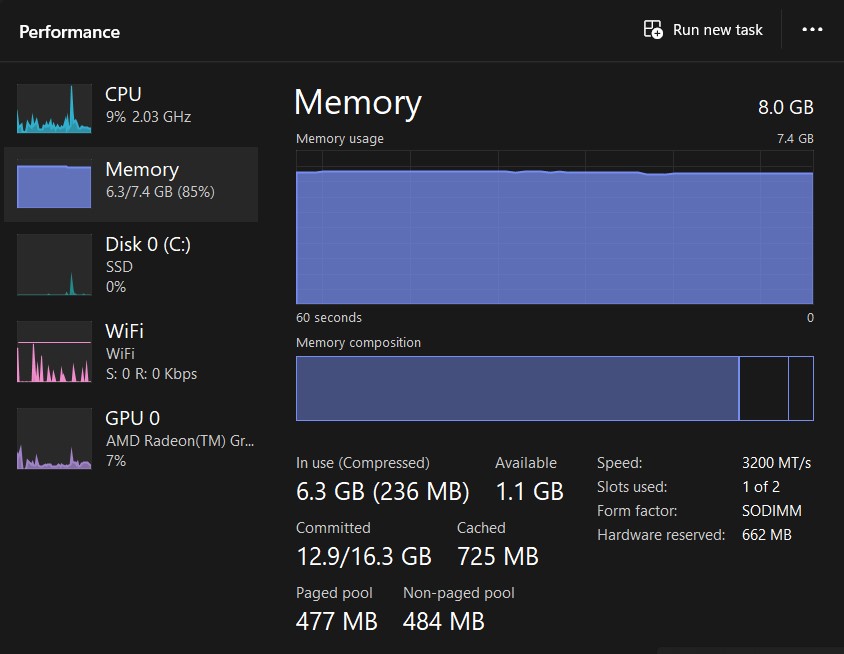 Performance
Run new task
CPU
9% 2.03 GHz
Memory
6.3/7.4 GB (85%)
Disk 0 (C:)
SSD
0%
WiFi
WiFi
S: 0 R: 0 Kbps
GPU 0
AMD Radeon(TM) Gr...
7%
Memory 8.0 GB
Memory usage 7.4 GB
60 seconds 0
Memory composition
In use (Compressed) Available
6.3 GB (236 MB) 1.1 GB
Committed Cached
12.9/16.3 GB 725 MB
Paged pool Non-paged pool
477 MB 484 MB
Speed: 3200 MT/s
Slots used: 1 of 2
Form factor: SODIMM
Hardware reserved: 662 MB